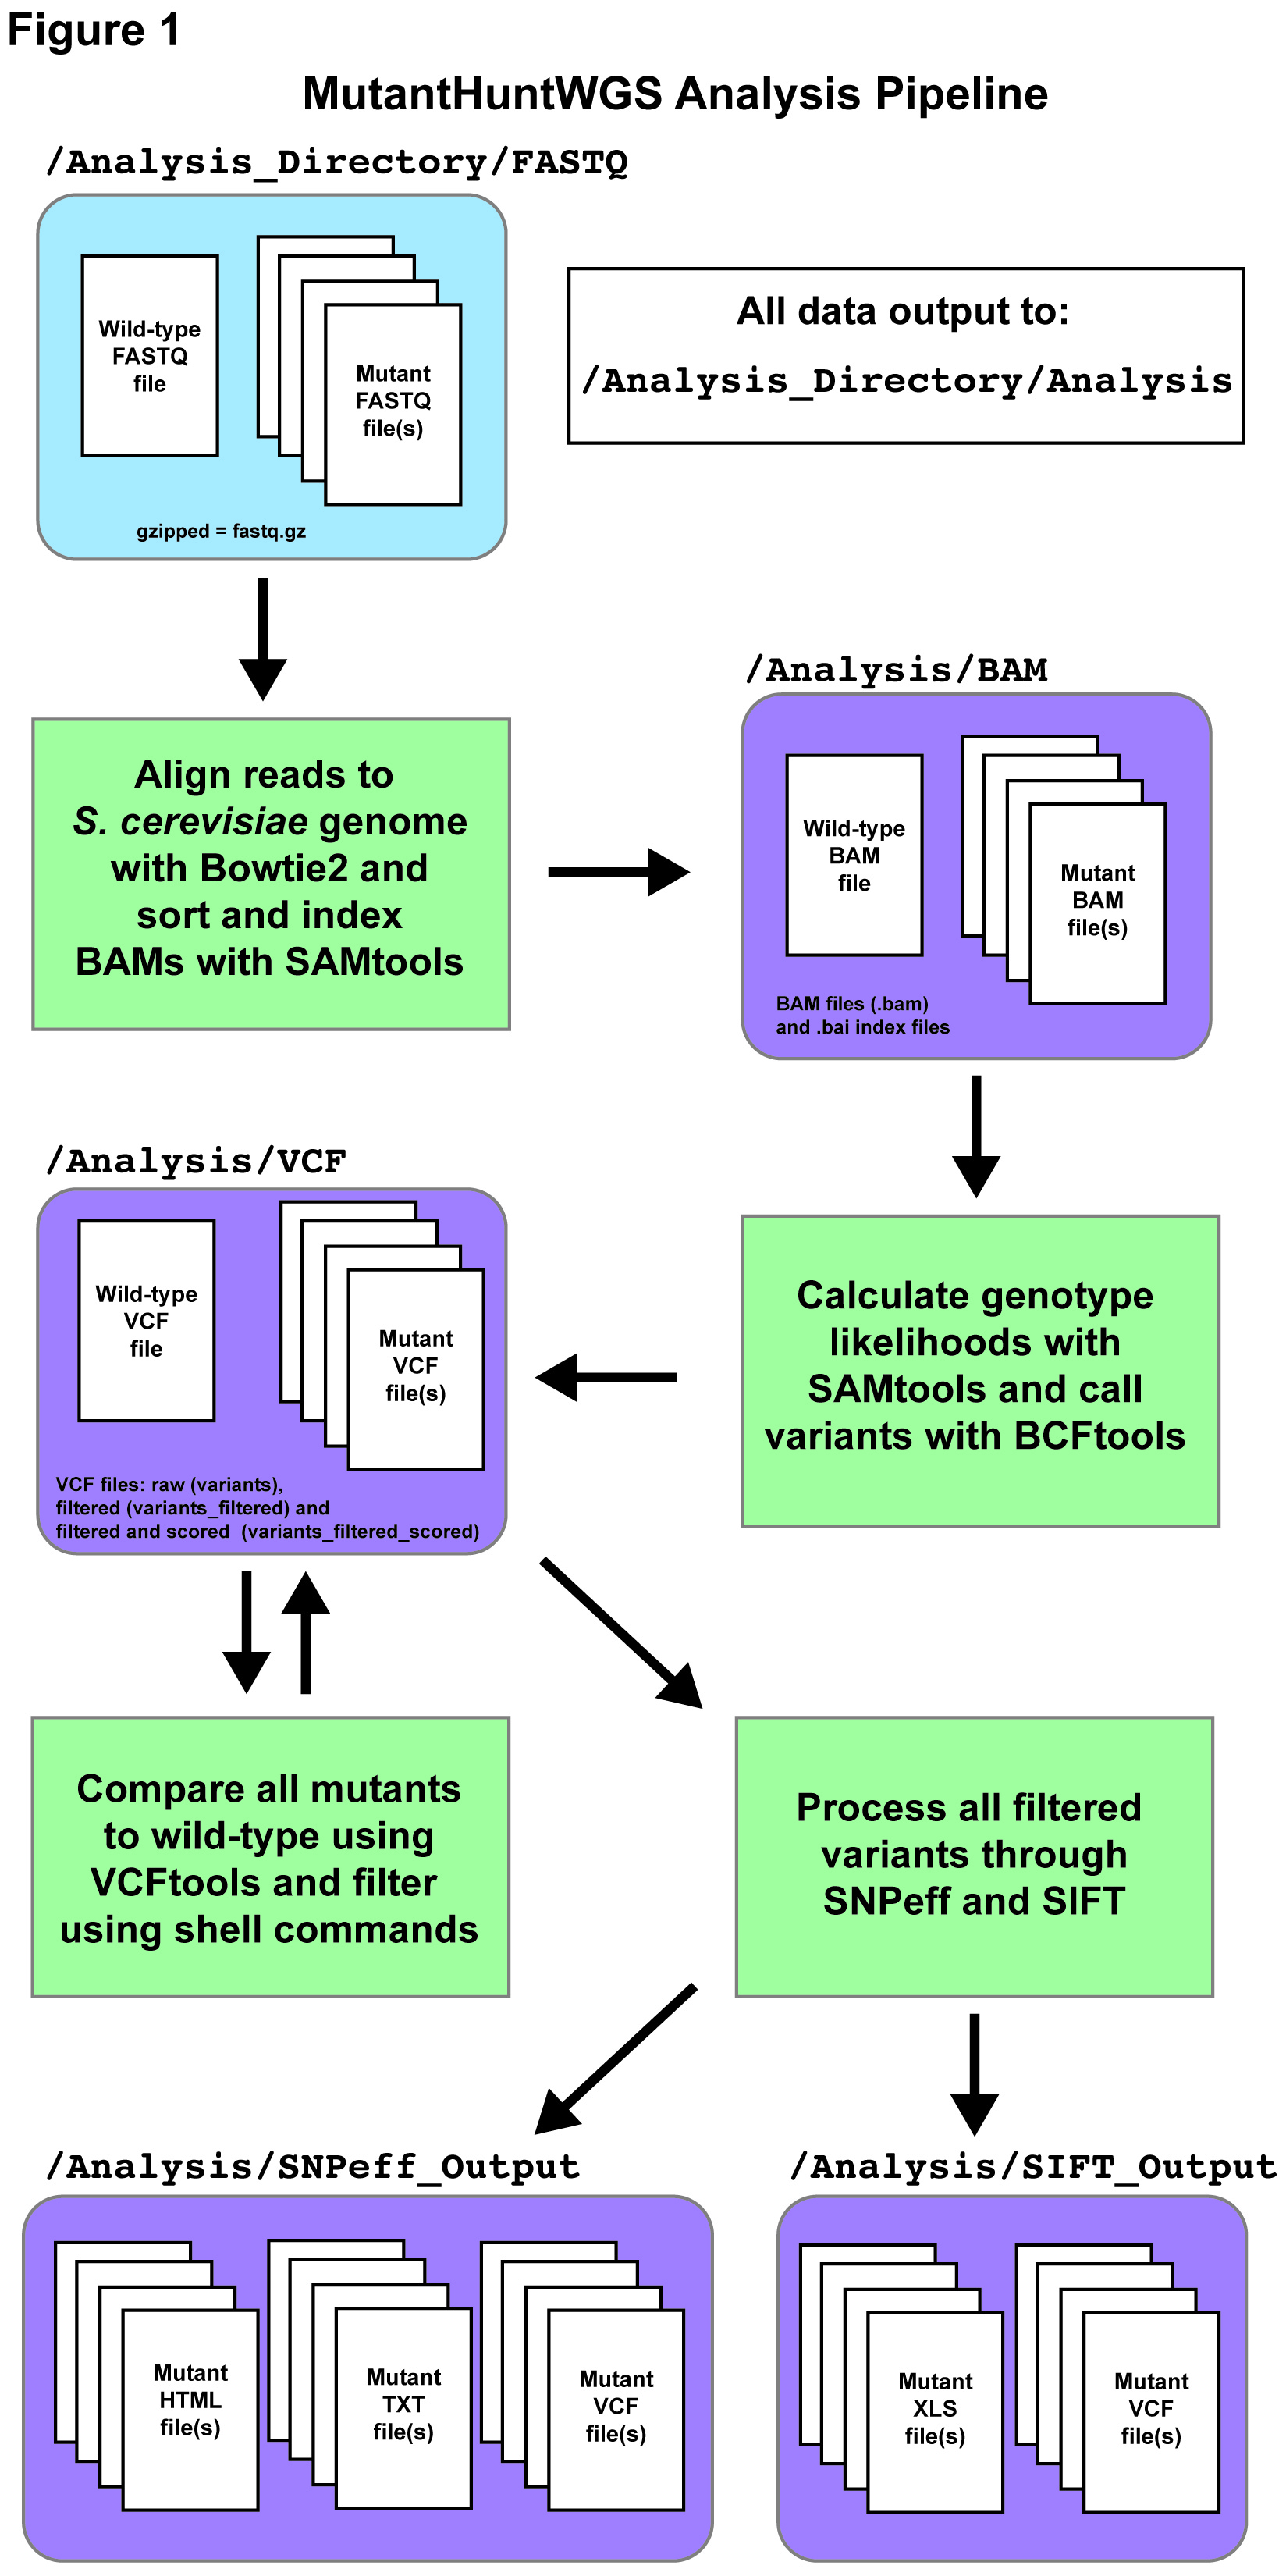 Figure 1
MutantHuntWGS Analysis Pipeline
/Analysis_Directory/FASTQ
Wild-type
FASTQ
file
Mutant
FASTQ
file(s)
gzipped = fastq.gz
All data output to:
/Analysis_Directory/Analysis
Align reads to
S. cerevisiae genome
with Bowtie2 and
sort and index
BAMs with SAMtools
/Analysis/BAM
Wild-type
BAM
file
Mutant
BAM
file(s)
BAM files (.bam)
and .bai index files
Calculate genotype
likelihoods with
SAMtools and call
variants with BCFtools
/Analysis/VCF
Wild-type
VCF
file
Mutant
VCF
file(s)
VCF files: raw (variants),
filtered (variants_filtered) and
filtered and scored (variants_filtered_scored)
Compare all mutants
to wild-type using
VCFtools and filter
using shell commands
Process all filtered
variants through
SNPeff and SIFT
/Analysis/SNPeff_Output
Mutant
HTML
file(s)
Mutant
TXT
file(s)
Mutant
VCF
file(s)
/Analysis/SIFT_Output
Mutant
XLS
file(s)
Mutant
VCF
file(s)